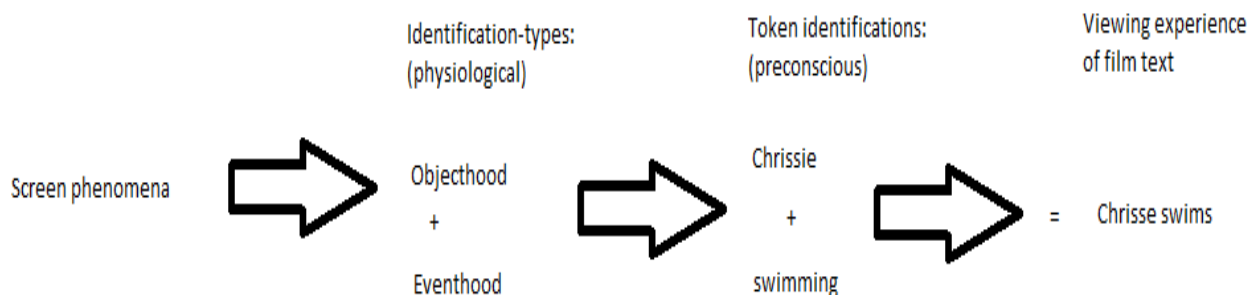 Identification-types:
(physiological)
Token identifications:
(preconscious)
Viewing experience
of film text
Screen phenomena
Objecthood
+
Eventhood
Chrissie
+
swimming
= Chrisse swims